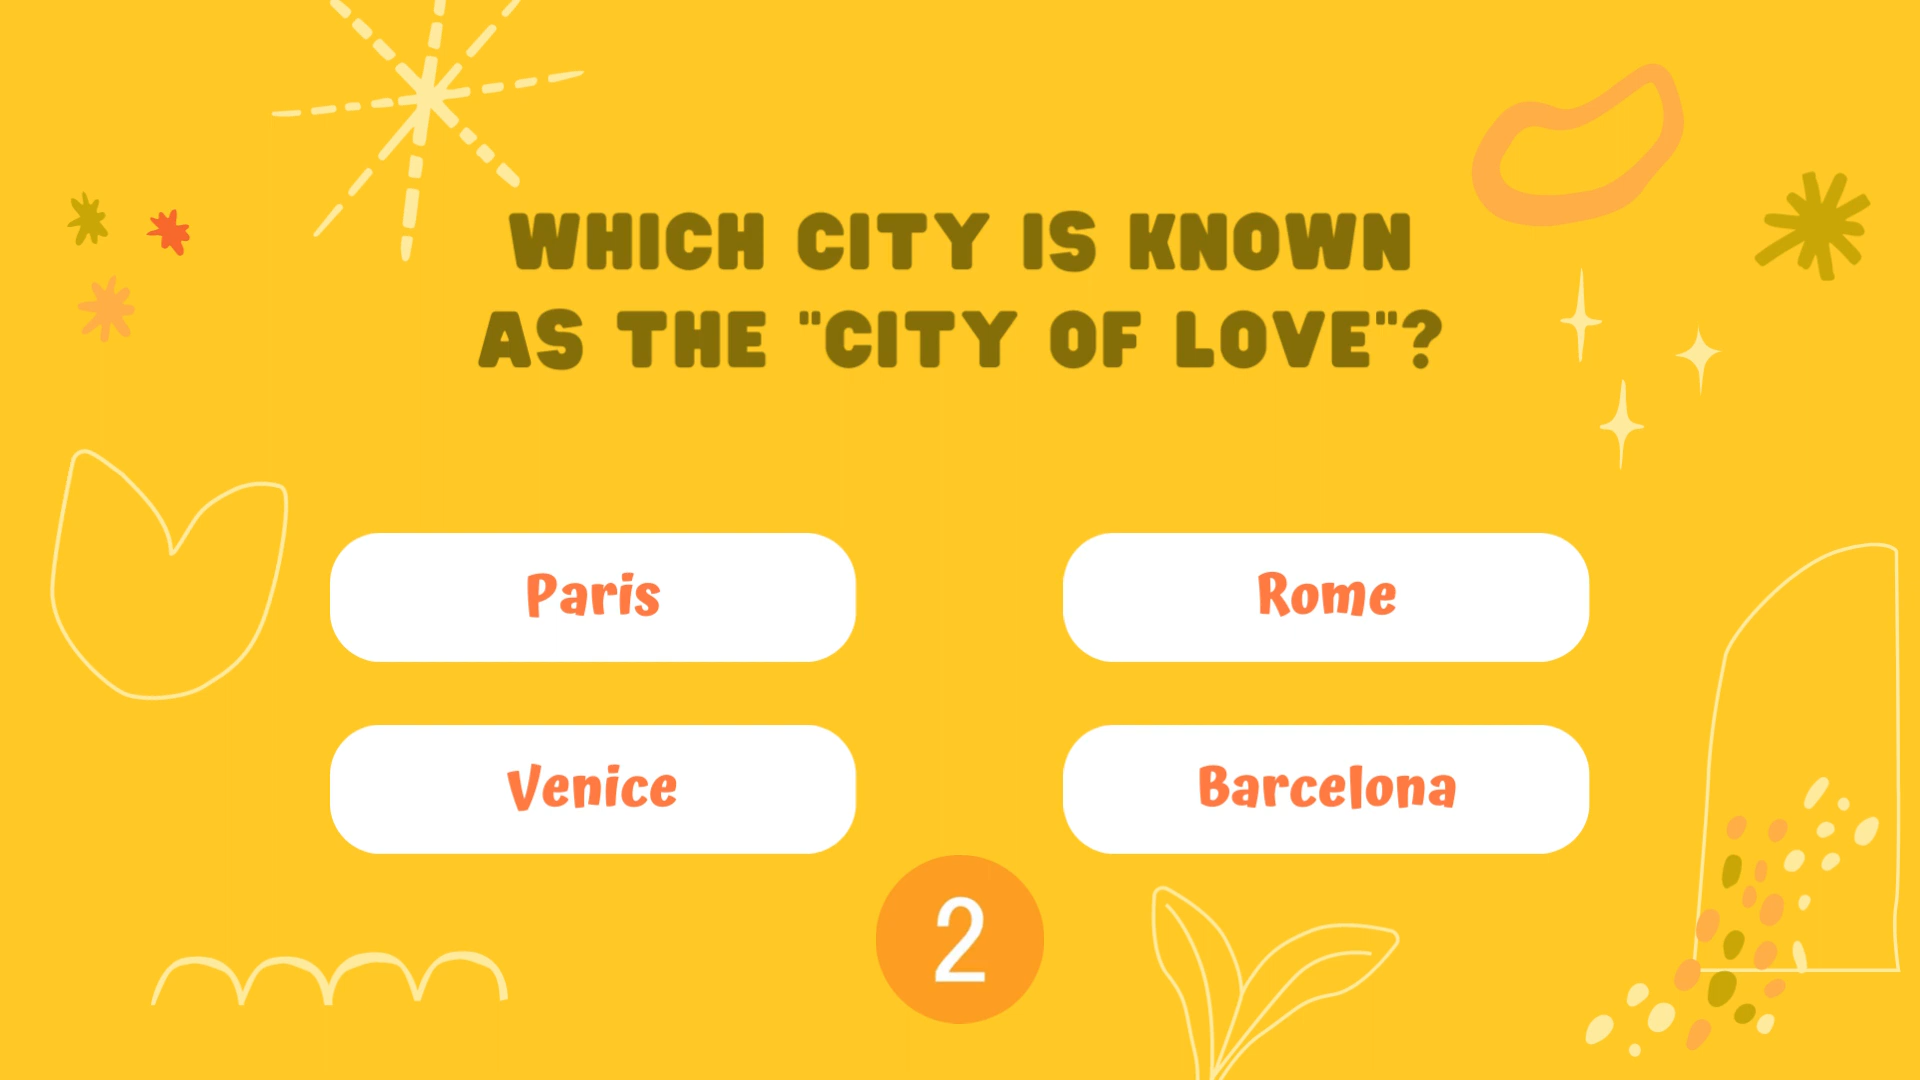 WHICH CITY IS KNOWN
AS THE "CITY OF LOVE"?
Paris
Rome
Venice
Barcelona
2